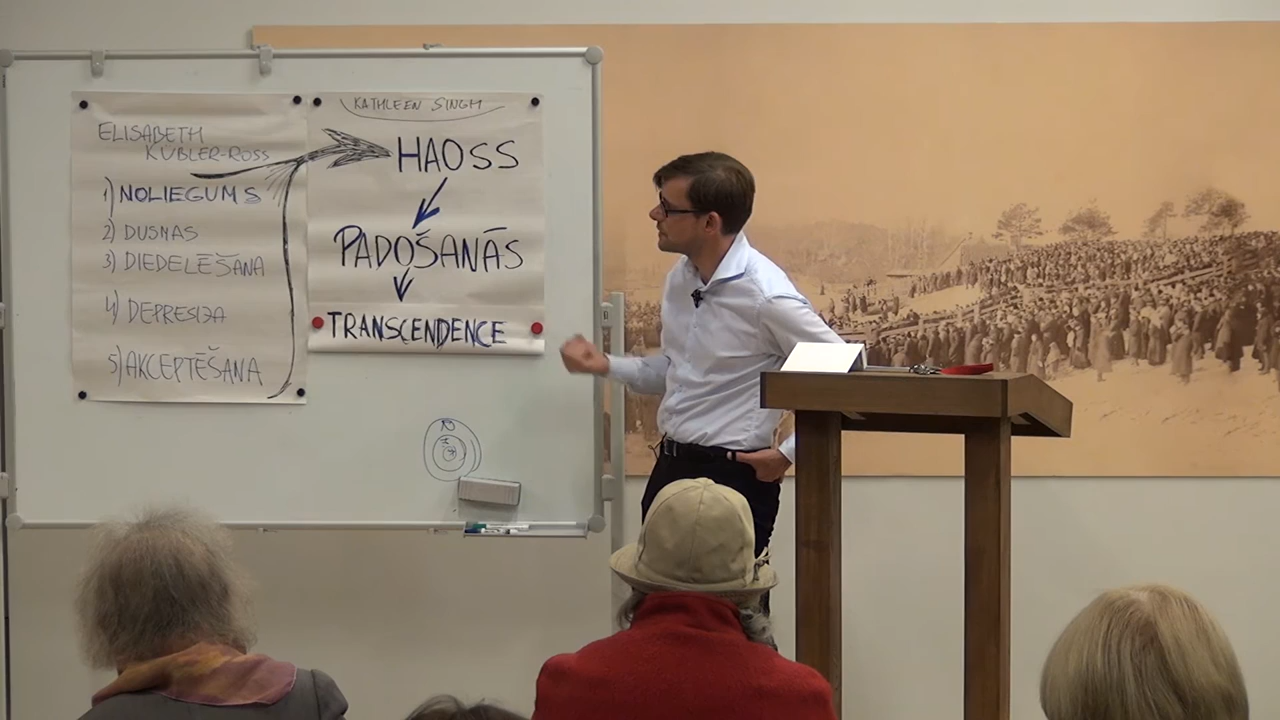 ELISABETH
KÜBLER-ROSS
1) NOLIEGUMS
2) DUSMAS
3) DIEDELĒŠANA
4) DEPRESIJA
5) AKCEPTĒŠANA
KATHLEEN SINGH
HAOSS
PADOŠANĀS
TRANSCENDENCE